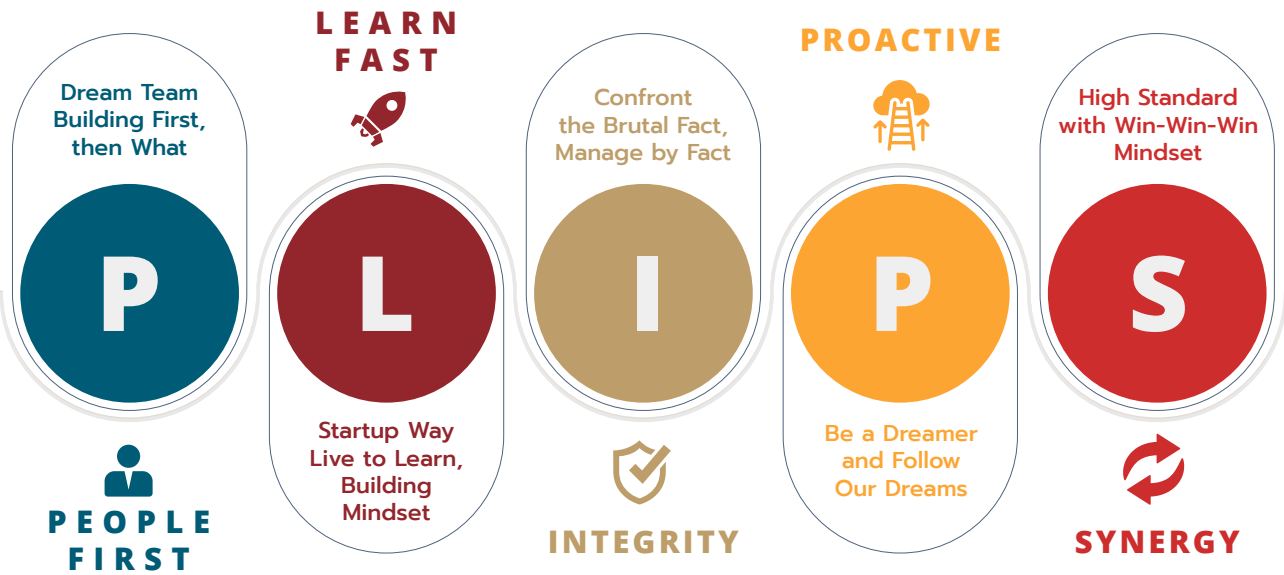 Dream Team
Building First,
then What
P
PEOPLE
FIRST
LEARN
FAST
L
Startup Way
Live to Learn,
Building
Mindset
Confront
the Brutal Fact,
Manage by Fact
I
INTEGRITY
PROACTIVE
P
Be a Dreamer
and Follow
Our Dreams
High Standard
with Win-Win-Win
Mindset
S
SYNERGY